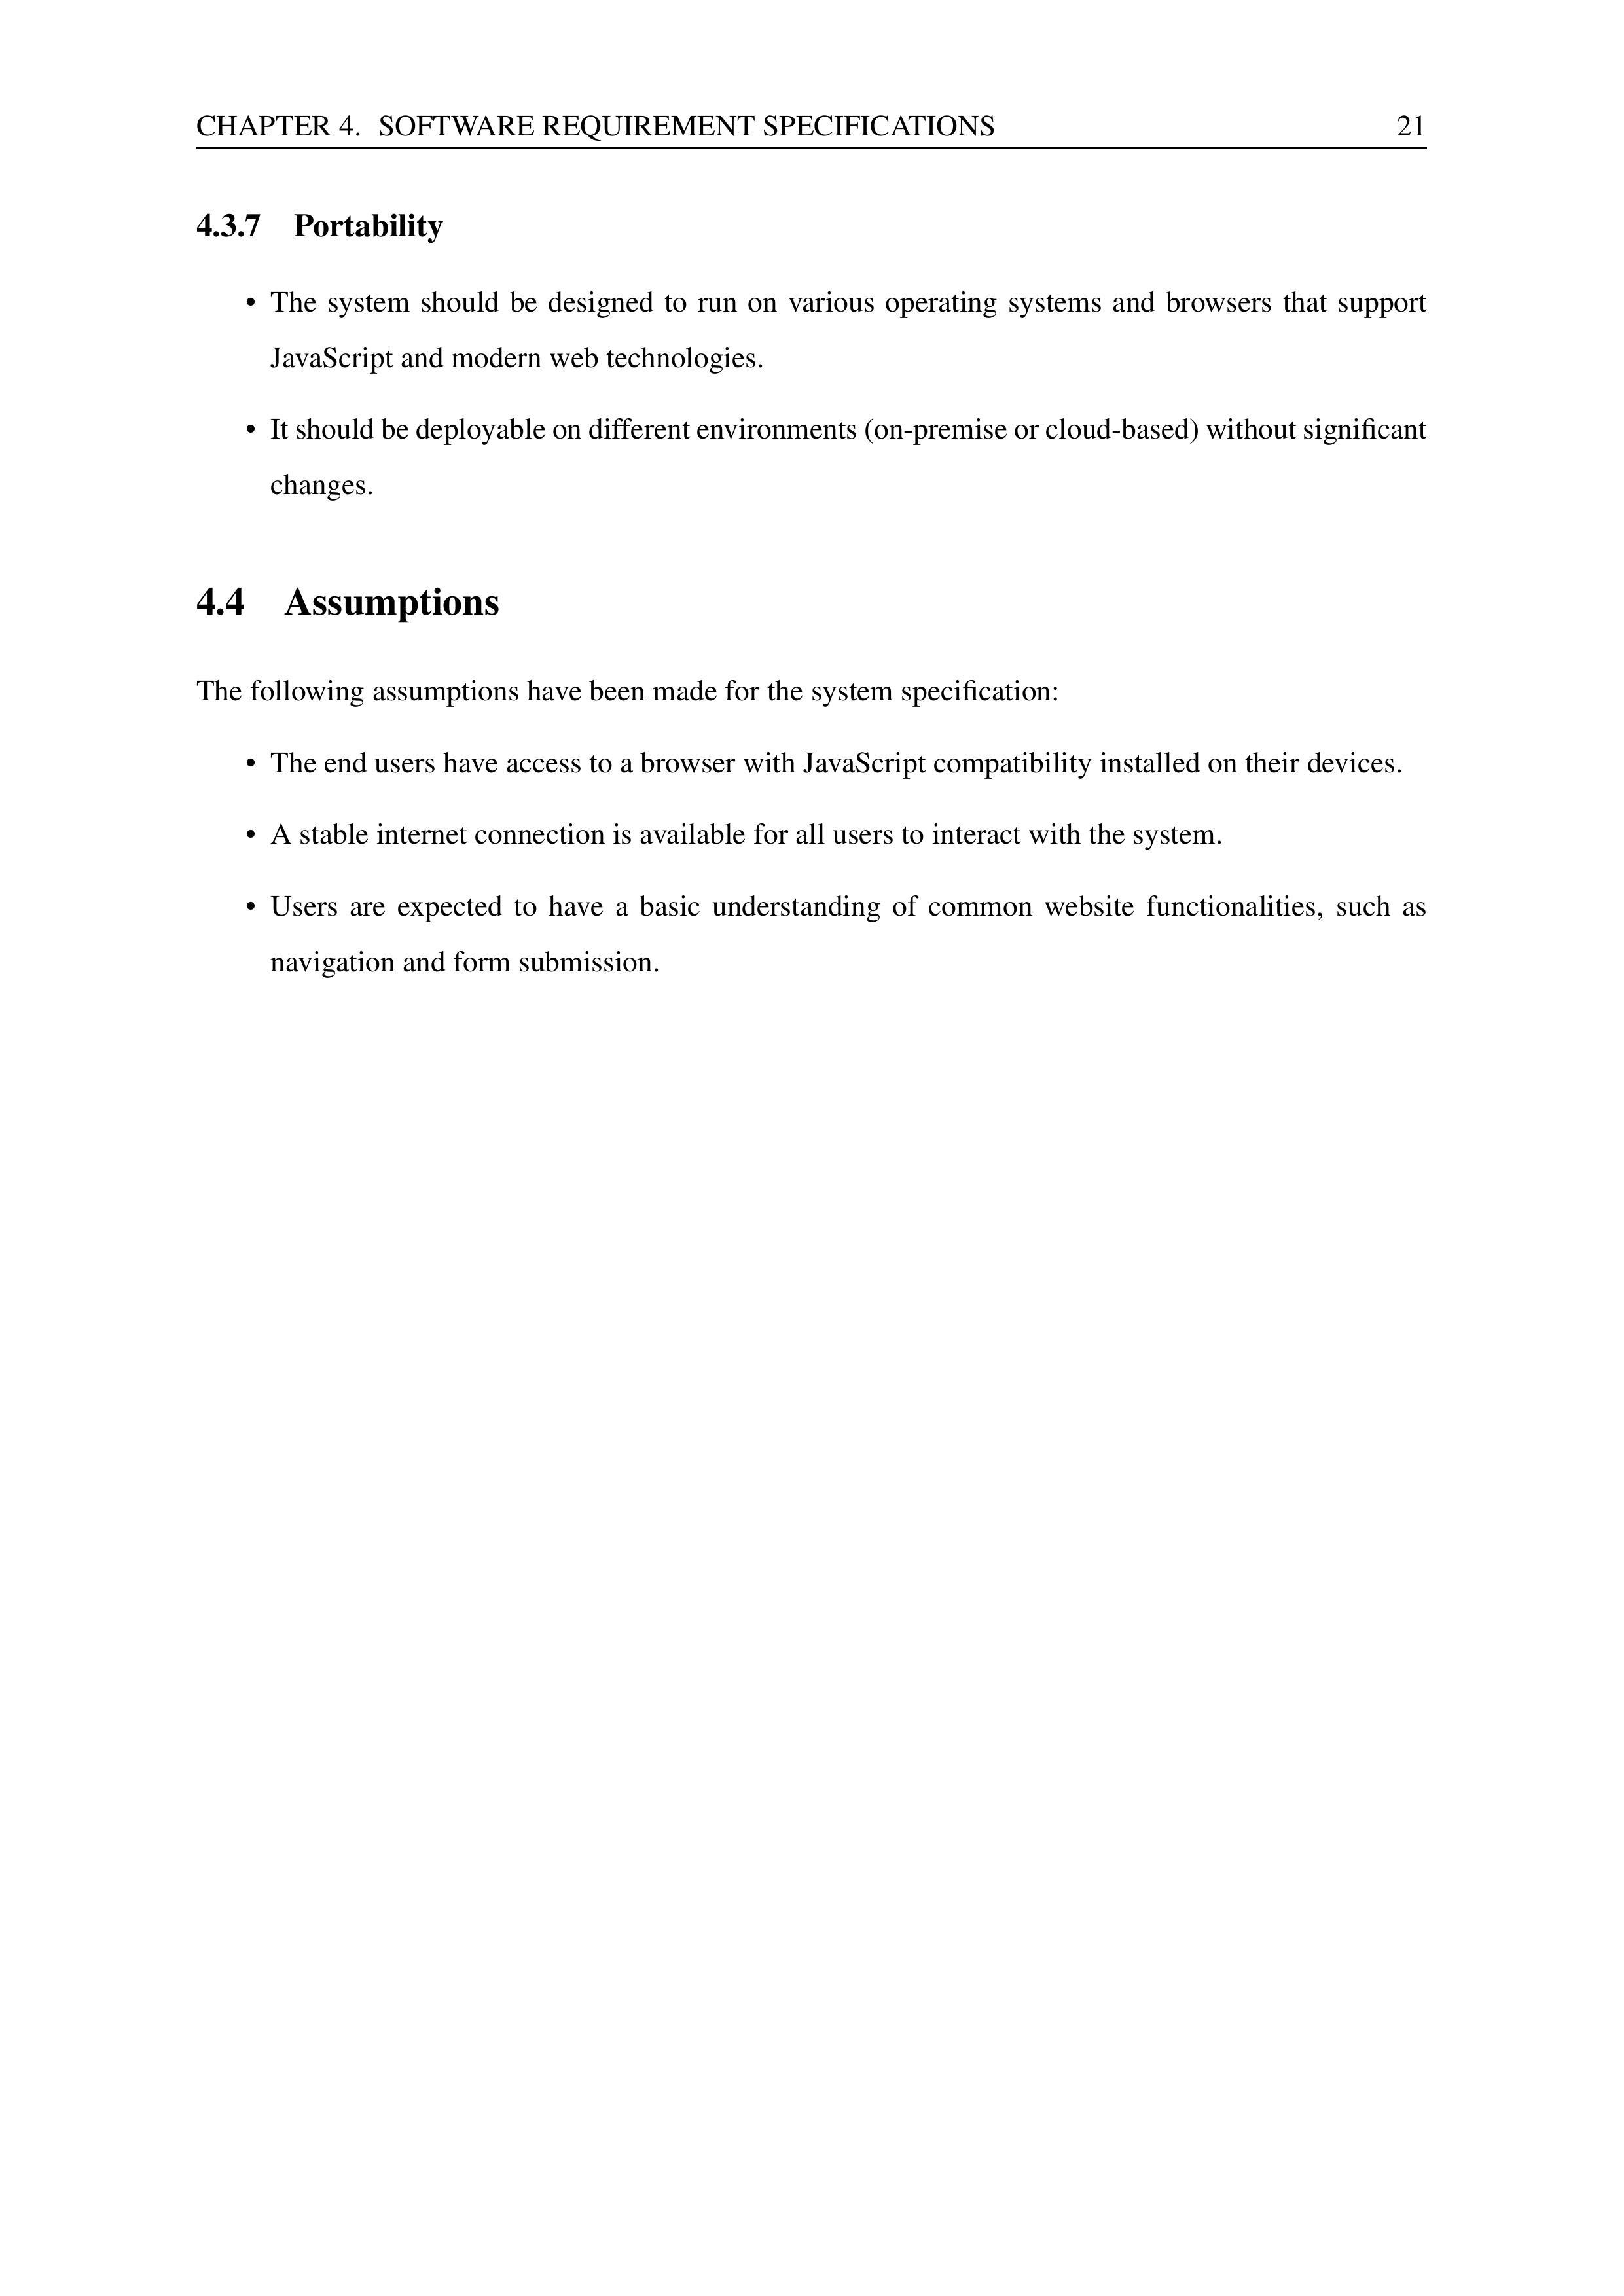 CHAPTER 4. SOFTWARE REQUIREMENT SPECIFICATIONS 21
4.3.7 Portability
• The system should be designed to run on various operating systems and browsers that support
JavaScript and modern web technologies.
• It should be deployable on different environments (on-premise or cloud-based) without significant
changes.
4.4 Assumptions
The following assumptions have been made for the system specification:
• The end users have access to a browser with JavaScript compatibility installed on their devices.
• A stable internet connection is available for all users to interact with the system.
• Users are expected to have a basic understanding of common website functionalities, such as
navigation and form submission.